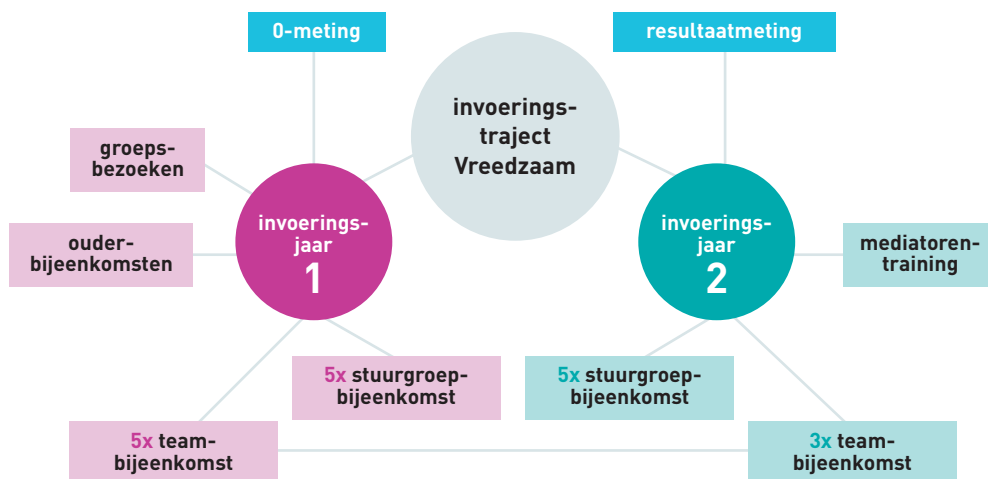 0-meting
resultaatmeting
invoerings-
traject
Vreedzaam
groeps-
bezoeken
ouder-
bijeenkomsten
invoerings-
jaar
1
invoerings-
jaar
2
mediatoren-
training
5x stuurgroep-
bijeenkomst
5x stuurgroep-
bijeenkomst
5x team-
bijeenkomst
3x team-
bijeenkomst